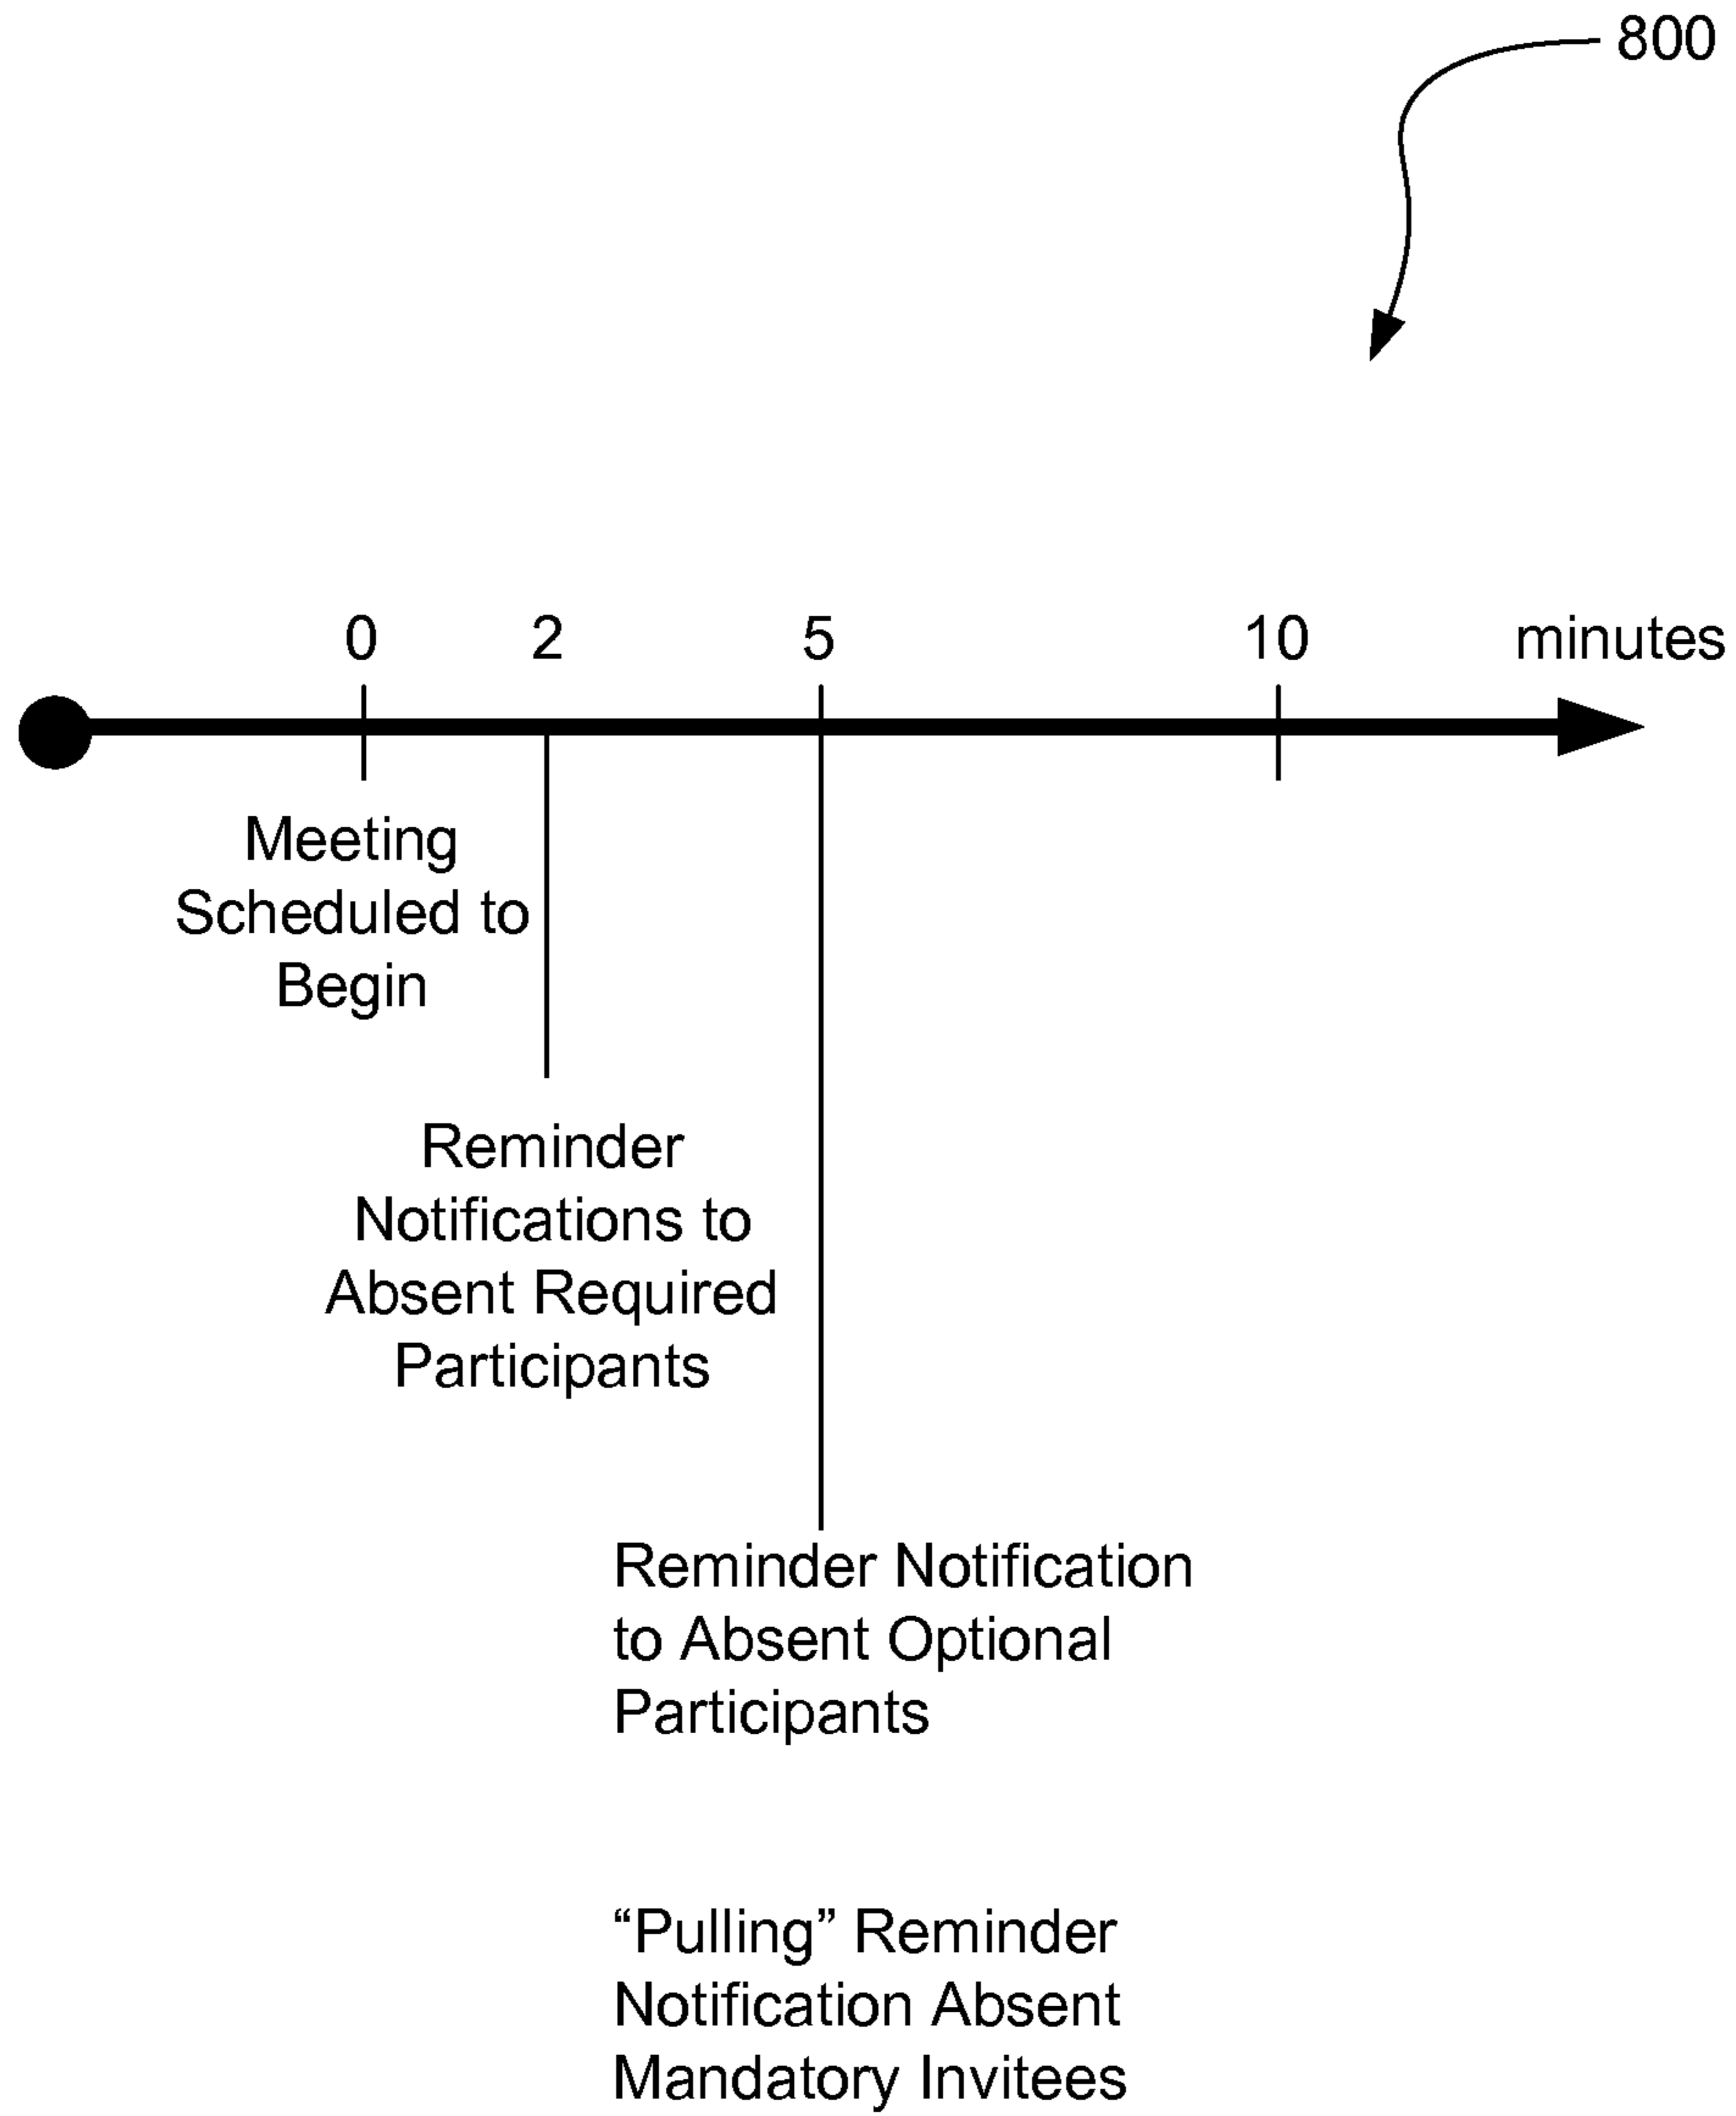 800
0 2 5 10 minutes
Meeting
Scheduled to
Begin
Reminder
Notifications to
Absent Required
Participants
Reminder Notification
to Absent Optional
Participants
“Pulling” Reminder
Notification Absent
Mandatory Invitees